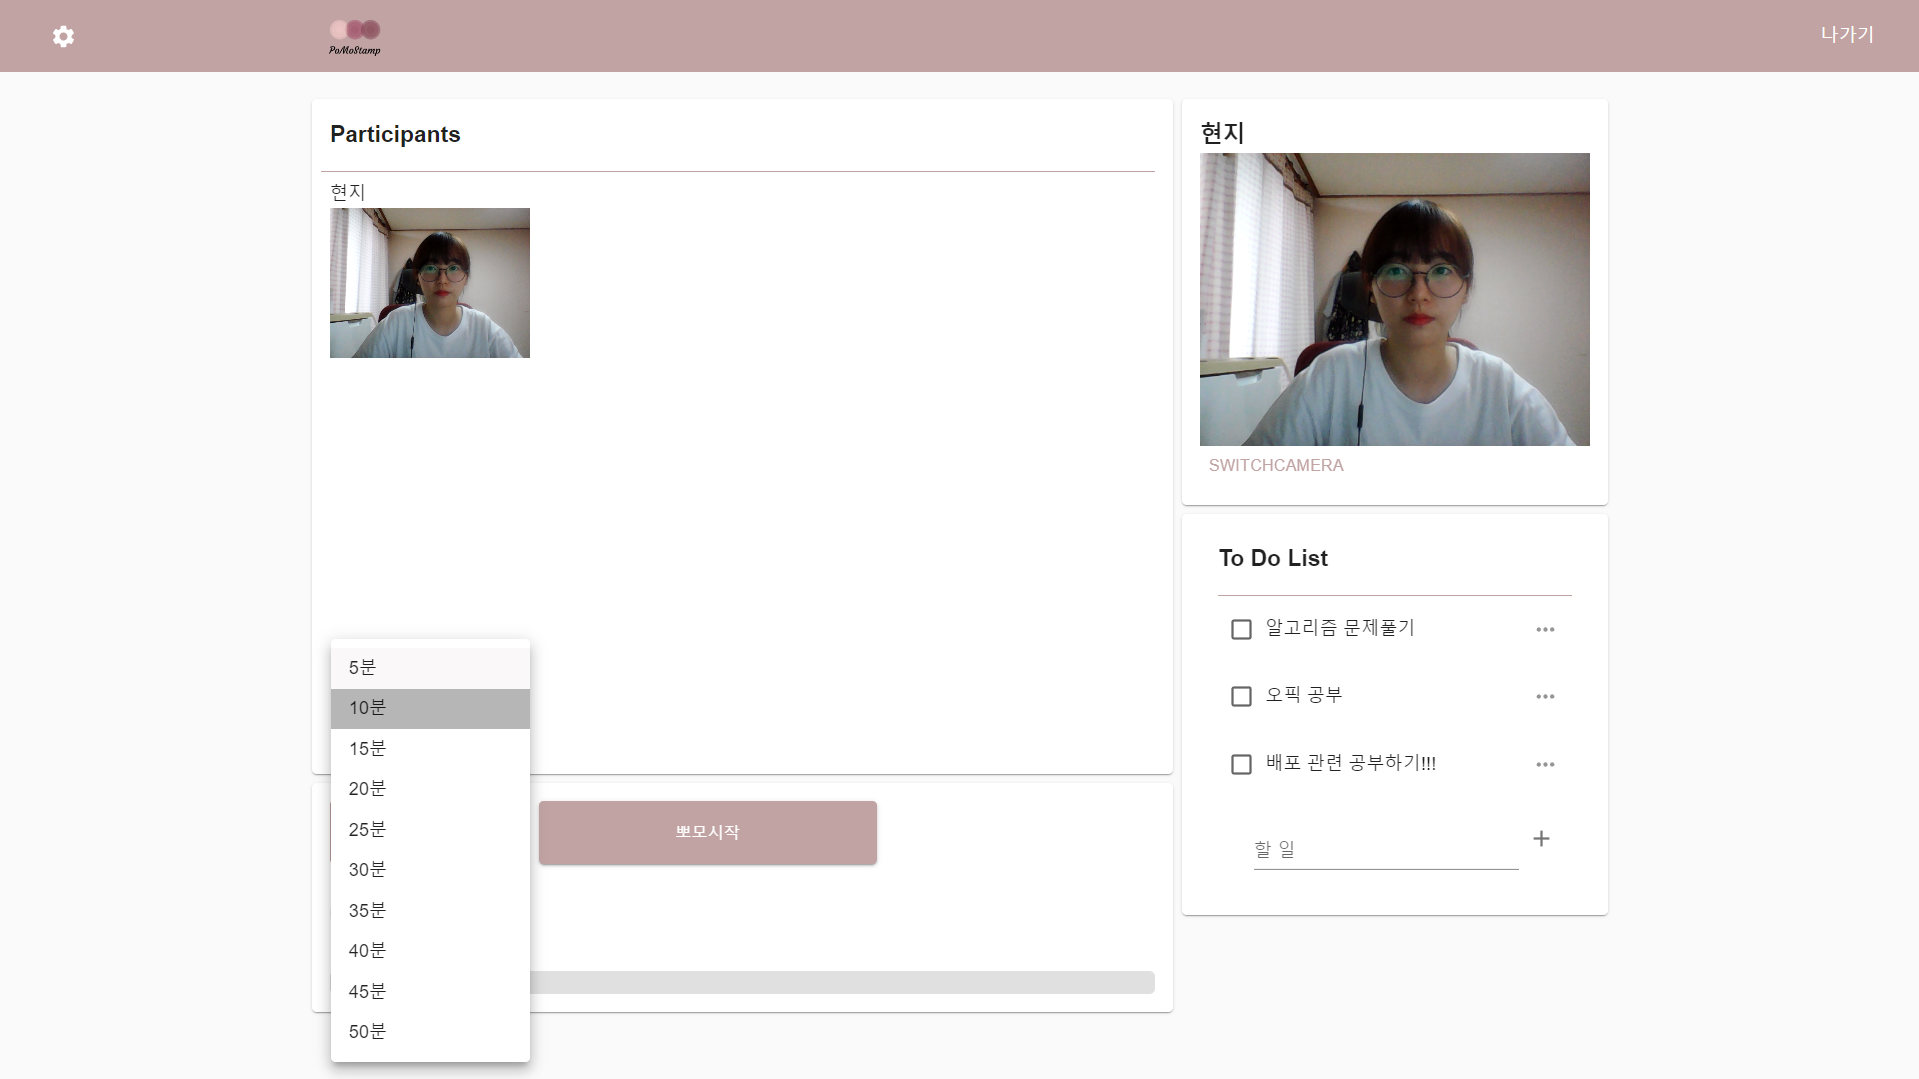 PoMoStamp
나가기
Participants
현지
5분
10분
15분
20분
25분
30분
35분
40분
45분
50분
뽀모시작
현지
SWITCHCAMERA
To Do List
알고리즘 문제풀기
오픽 공부
배포 관련 공부하기!!!
할 일